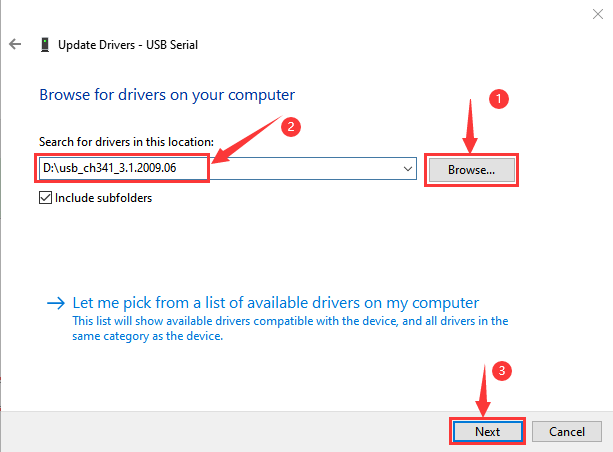 Update Drivers - USB Serial
Browse for drivers on your computer
1
2
Search for drivers in this location:
D:\usb_ch341_3.1.2009.06
Browse...
Include subfolders
Let me pick from a list of available drivers on my computer
This list will show available drivers compatible with the device, and all drivers in the
same category as the device.
3
Next
Cancel